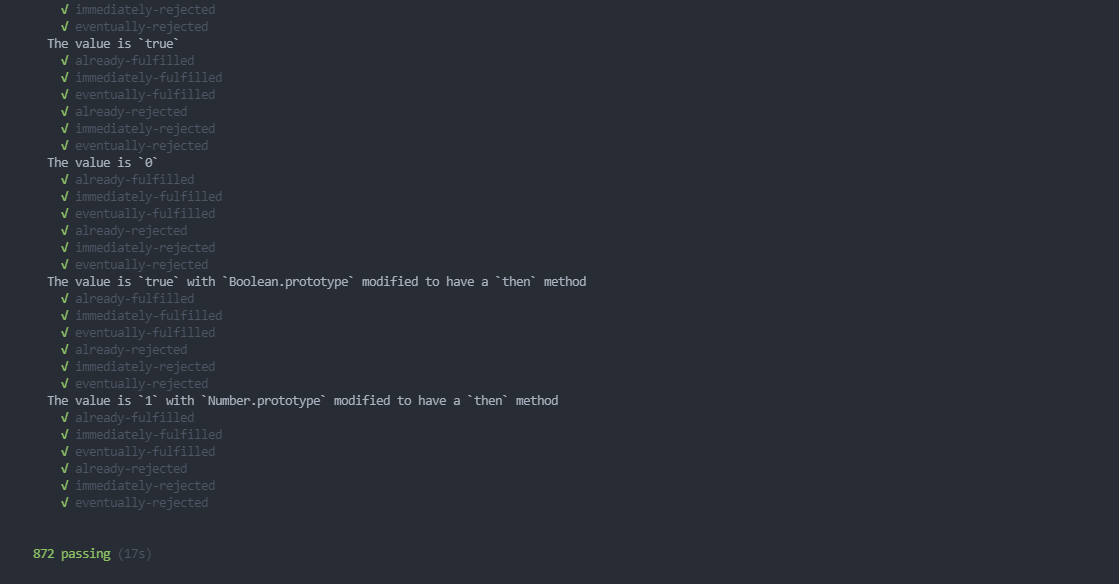 √ immediately-rejected
√ eventually-rejected
The value is `true`
√ already-fulfilled
√ immediately-fulfilled
√ eventually-fulfilled
√ already-rejected
√ immediately-rejected
√ eventually-rejected
The value is `0`
√ already-fulfilled
√ immediately-fulfilled
√ eventually-fulfilled
√ already-rejected
√ immediately-rejected
√ eventually-rejected
The value is `true` with `Boolean.prototype` modified to have a `then` method
√ already-fulfilled
√ immediately-fulfilled
√ eventually-fulfilled
√ already-rejected
√ immediately-rejected
√ eventually-rejected
The value is `1` with `Number.prototype` modified to have a `then` method
√ already-fulfilled
√ immediately-fulfilled
√ eventually-fulfilled
√ already-rejected
√ immediately-rejected
√ eventually-rejected
872 passing (17s)